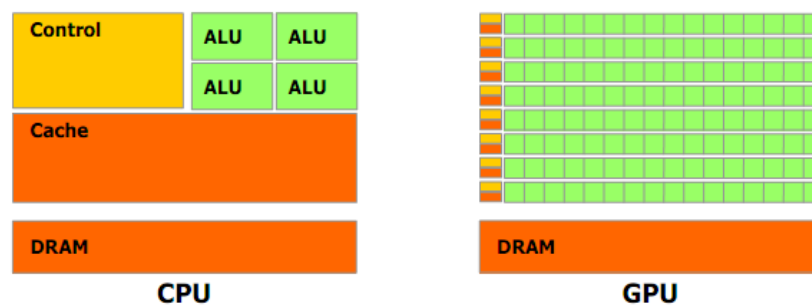 Control
ALU ALU
ALU ALU
Cache
DRAM
CPU
DRAM
GPU